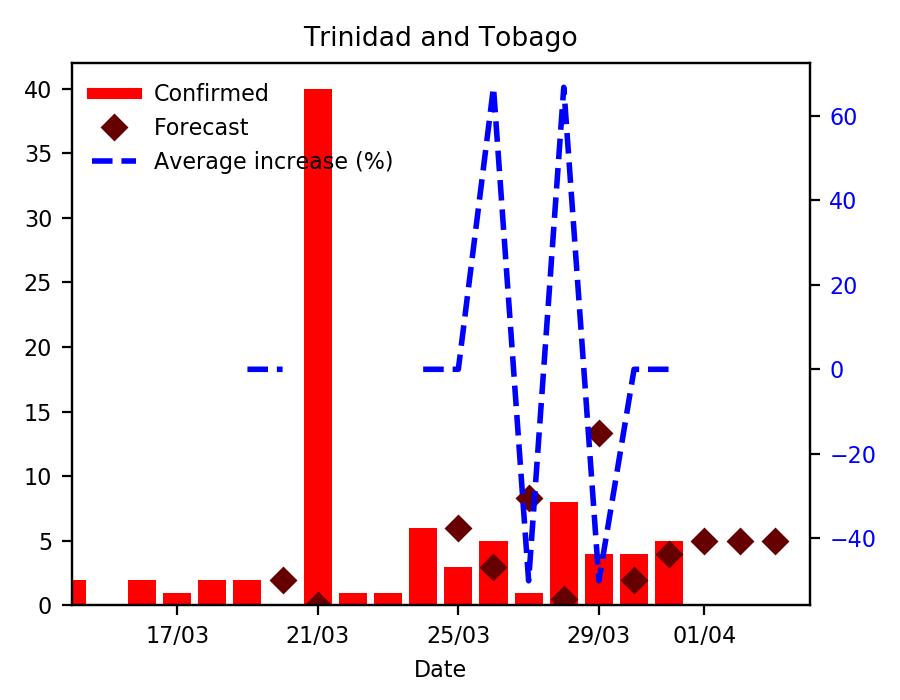 Trinidad and Tobago
Confirmed
Forecast
Average increase (%)
40
35
30
25
20
15
10
5
0
60
40
20
0
−20
−40
17/03 21/03 25/03 29/03 01/04
Date